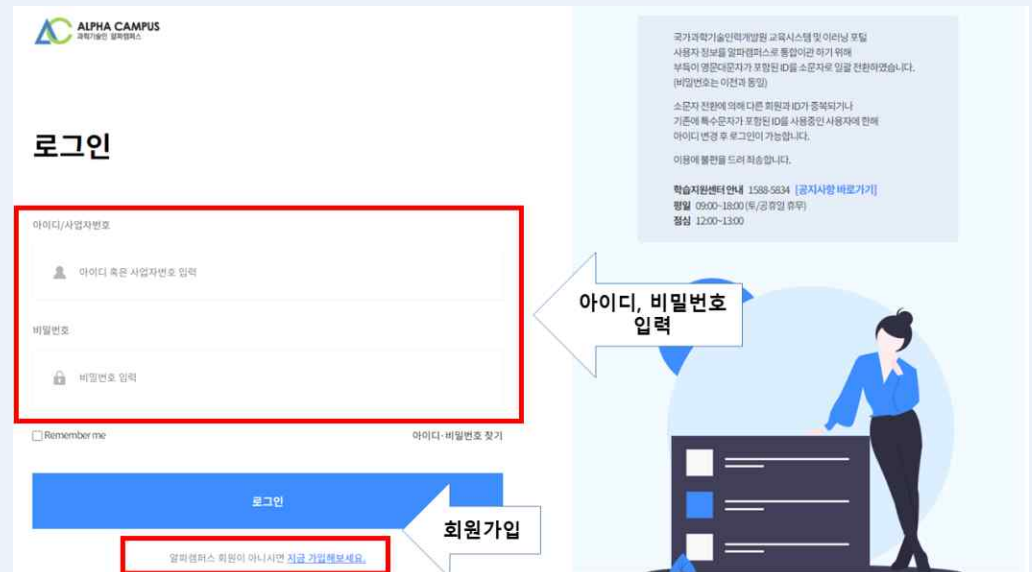 ALPHA CAMPUS
과학기술인 알파캠퍼스
로그인
아이디/사업자번호
아이디 혹은 사업자번호 입력
비밀번호
비밀번호 입력
Remember me
아이디·비밀번호 찾기
로그인
알파캠퍼스 회원이 아니시면 지금 가입해보세요.
아이디, 비밀번호
입력
회원가입
국가과학기술인력개발원 교육시스템 및 이러닝 포털
사용자 정보를 알파캠퍼스로 통합이관 하기 위해
부득이 영문대문자가 포함된 ID를 소문자로 일괄 전환하였습니다.
(비밀번호는 이전과 동일)
소문자 전환에 의해 다른 회원과 ID가 중복되거나
기존에 특수문자가 포함된 ID를 사용중인 사용자에 한해
아이디 변경 후 로그인이 가능합니다.
이용에 불편을 드려 죄송합니다.
학습지원센터 안내 1588-5834 [공지사항 바로가기]
평일 09:00~18:00 (토/공휴일 휴무)
점심 12:00~13:00